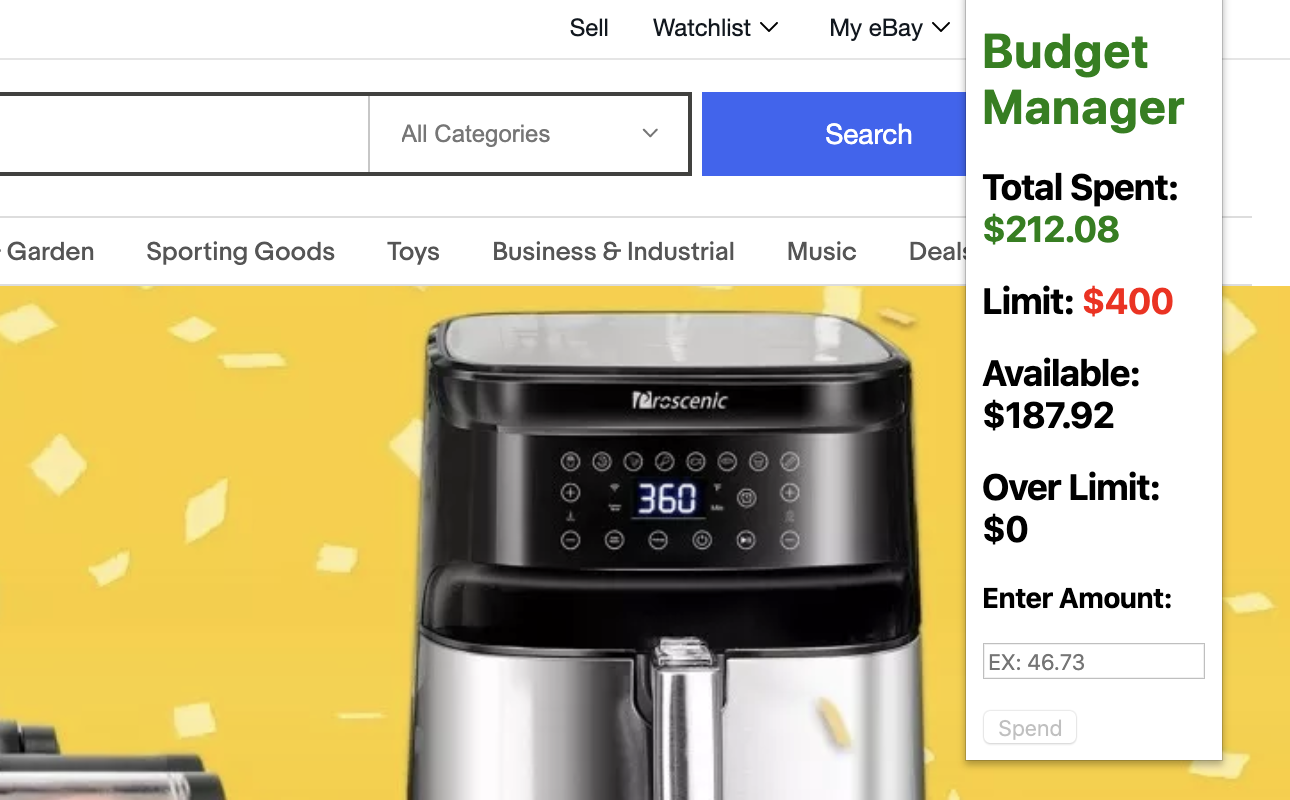 Sell Watchlist My eBay
All Categories Search
Garden Sporting Goods Toys Business & Industrial Music Deals
Proscenic
360
Budget
Manager
Total Spent:
$212.08
Limit: $400
Available:
$187.92
Over Limit:
$0
Enter Amount:
EX: 46.73
Spend